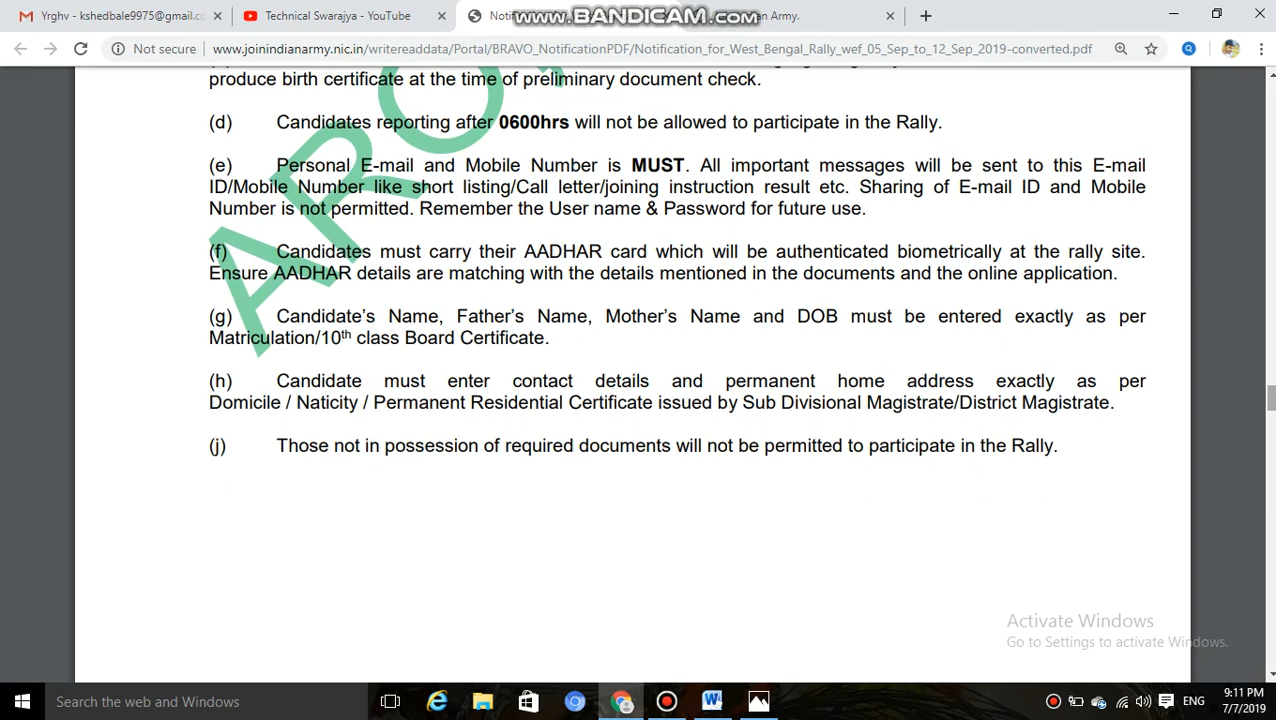 Yrghv - kshedbale9975@gmail.c
Technical Swarajya - YouTube
www.BANDICAM.com
Army.
Not secure
www.joinindianarmy.nic.in/writereaddata/Portal/BRAVO_NotificationPDF/Notification_for_West_Bengal_Rally_wef_05_Sep_to_12_Sep_2019-converted.pdf
produce birth certificate at the time of preliminary document check.
(d) Candidates reporting after 0600hrs will not be allowed to participate in the Rally.
(e) Personal E-mail and Mobile Number is MUST. All important messages will be sent to this E-mail
ID/Mobile Number like short listing/Call letter/joining instruction result etc. Sharing of E-mail ID and Mobile
Number is not permitted. Remember the User name & Password for future use.
(f) Candidates must carry their AADHAR card which will be authenticated biometrically at the rally site.
Ensure AADHAR details are matching with the details mentioned in the documents and the online application.
(g) Candidate's Name, Father's Name, Mother's Name and DOB must be entered exactly as per
Matriculation/10th class Board Certificate.
(h) Candidate must enter contact details and permanent home address exactly as per
Domicile / Naticity / Permanent Residential Certificate issued by Sub Divisional Magistrate/District Magistrate.
(j) Those not in possession of required documents will not be permitted to participate in the Rally.
ARO
Activate Windows
Go to Settings to activate Windows.
Search the web and Windows
ENG
9:11 PM
7/7/2019